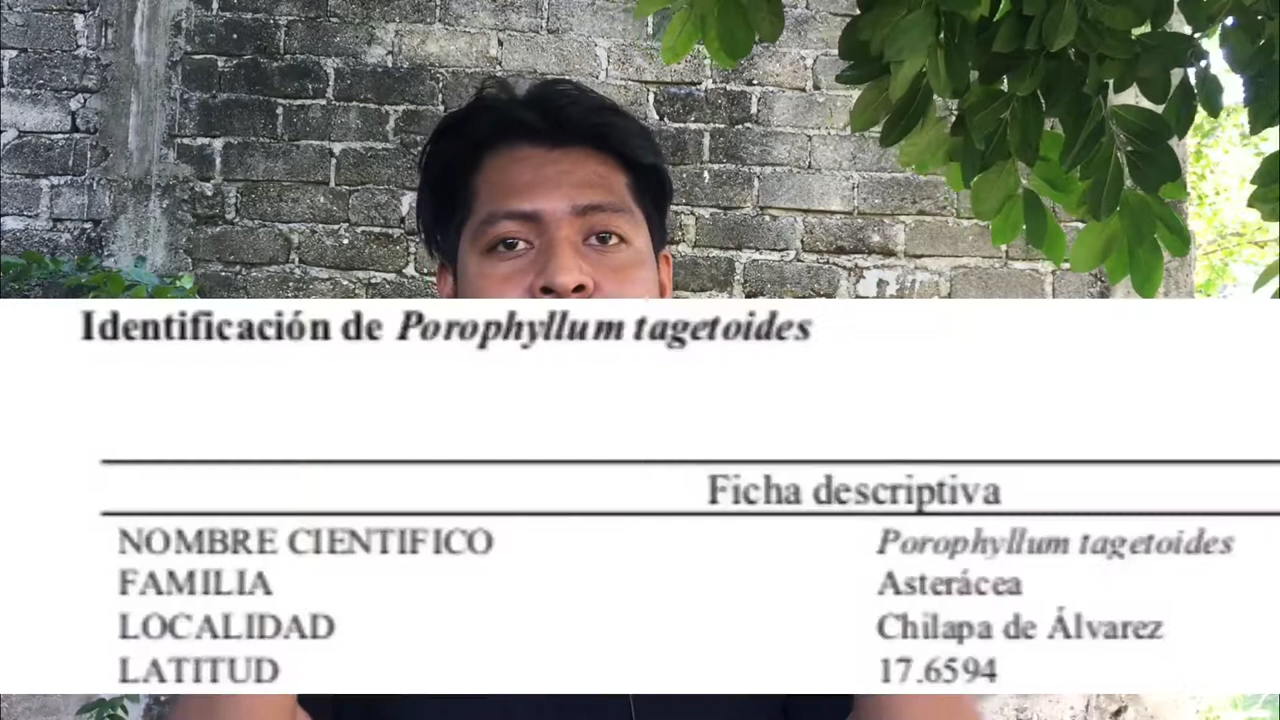 Identificación de Porophyllum tagetoides
Ficha descriptiva
NOMBRE CIENTIFICO Porophyllum tagetoides
FAMILIA Asterácea
LOCALIDAD Chilapa de Álvarez
LATITUD 17.6594